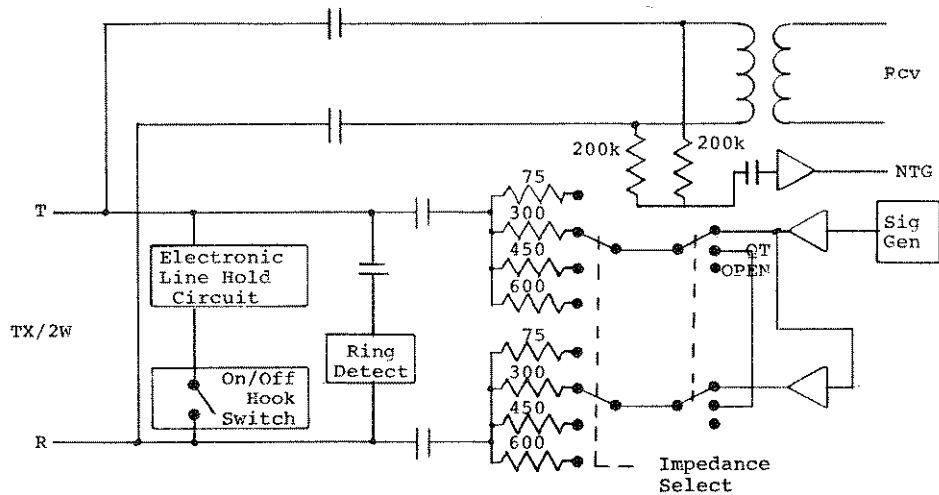 Rcv
200k
200k
NTG
75
300
450
600
T
Sig
Gen
QT
OPEN
Electronic
Line Hold
Circuit
TX/2W
Ring
Detect
75
300
450
600
On/Off
Hook
Switch
R
Impedance
Select